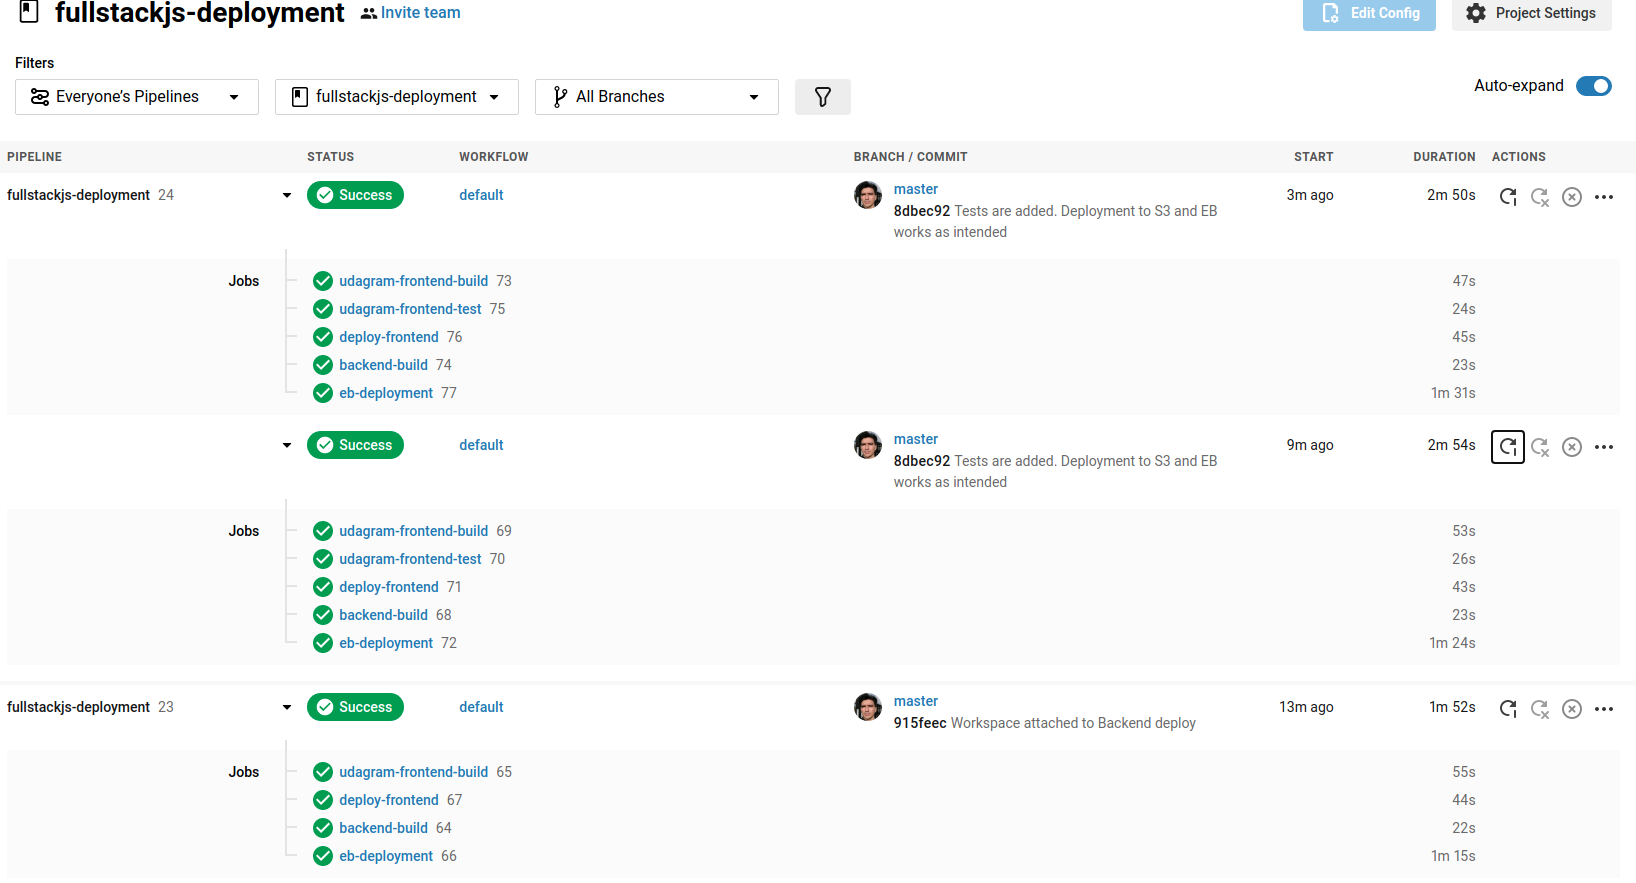 fullstackjs-deployment Invite team Edit Config Project Settings
Filters
Everyone's Pipelines fullstackjs-deployment All Branches Auto-expand
PIPELINE STATUS WORKFLOW BRANCH / COMMIT START DURATION ACTIONS
fullstackjs-deployment 24 Success default master 3m ago 2m 50s
8dbec92 Tests are added. Deployment to S3 and EB
works as intended
Jobs udagram-frontend-build 73 47s
udagram-frontend-test 75 24s
deploy-frontend 76 45s
backend-build 74 23s
eb-deployment 77 1m 31s
Success default master 9m ago 2m 54s
8dbec92 Tests are added. Deployment to S3 and EB
works as intended
Jobs udagram-frontend-build 69 53s
udagram-frontend-test 70 26s
deploy-frontend 71 43s
backend-build 68 23s
eb-deployment 72 1m 24s
fullstackjs-deployment 23 Success default master 13m ago 1m 52s
915feec Workspace attached to Backend deploy
Jobs udagram-frontend-build 65 55s
deploy-frontend 67 44s
backend-build 64 22s
eb-deployment 66 1m 15s